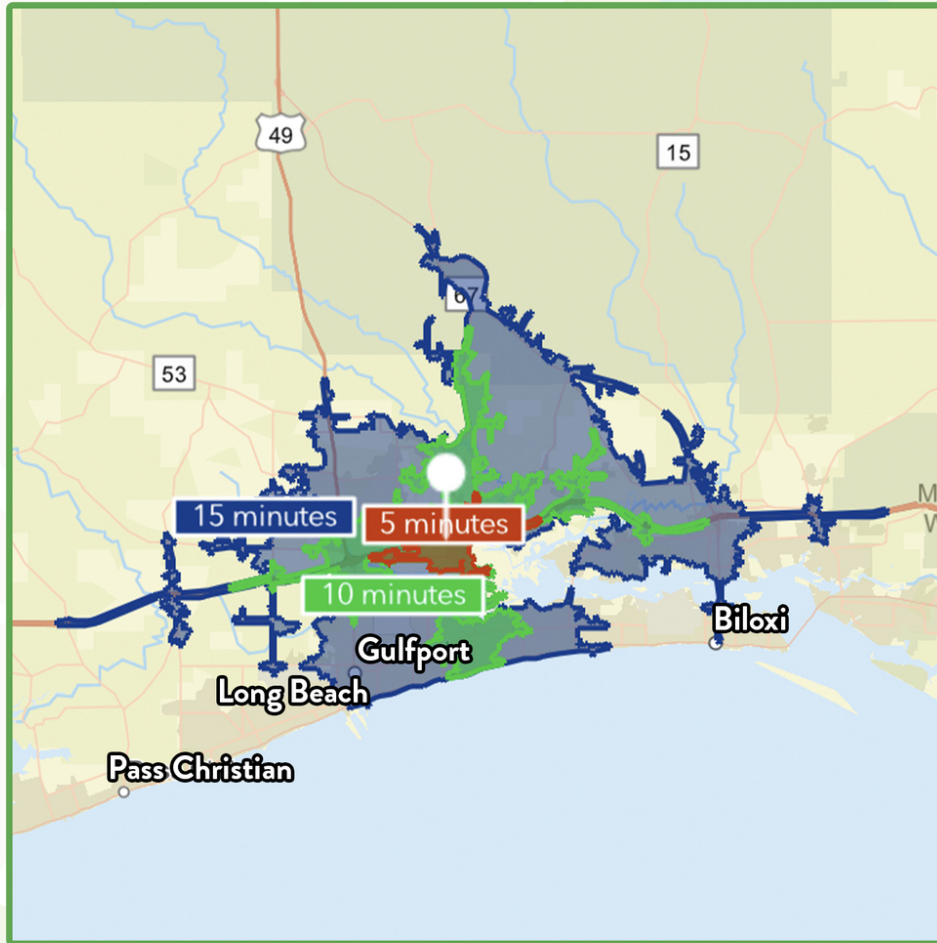 49
15
67
53
15 minutes
5 minutes
10 minutes
Biloxi
Gulfport
Long Beach
Pass Christian
M
W